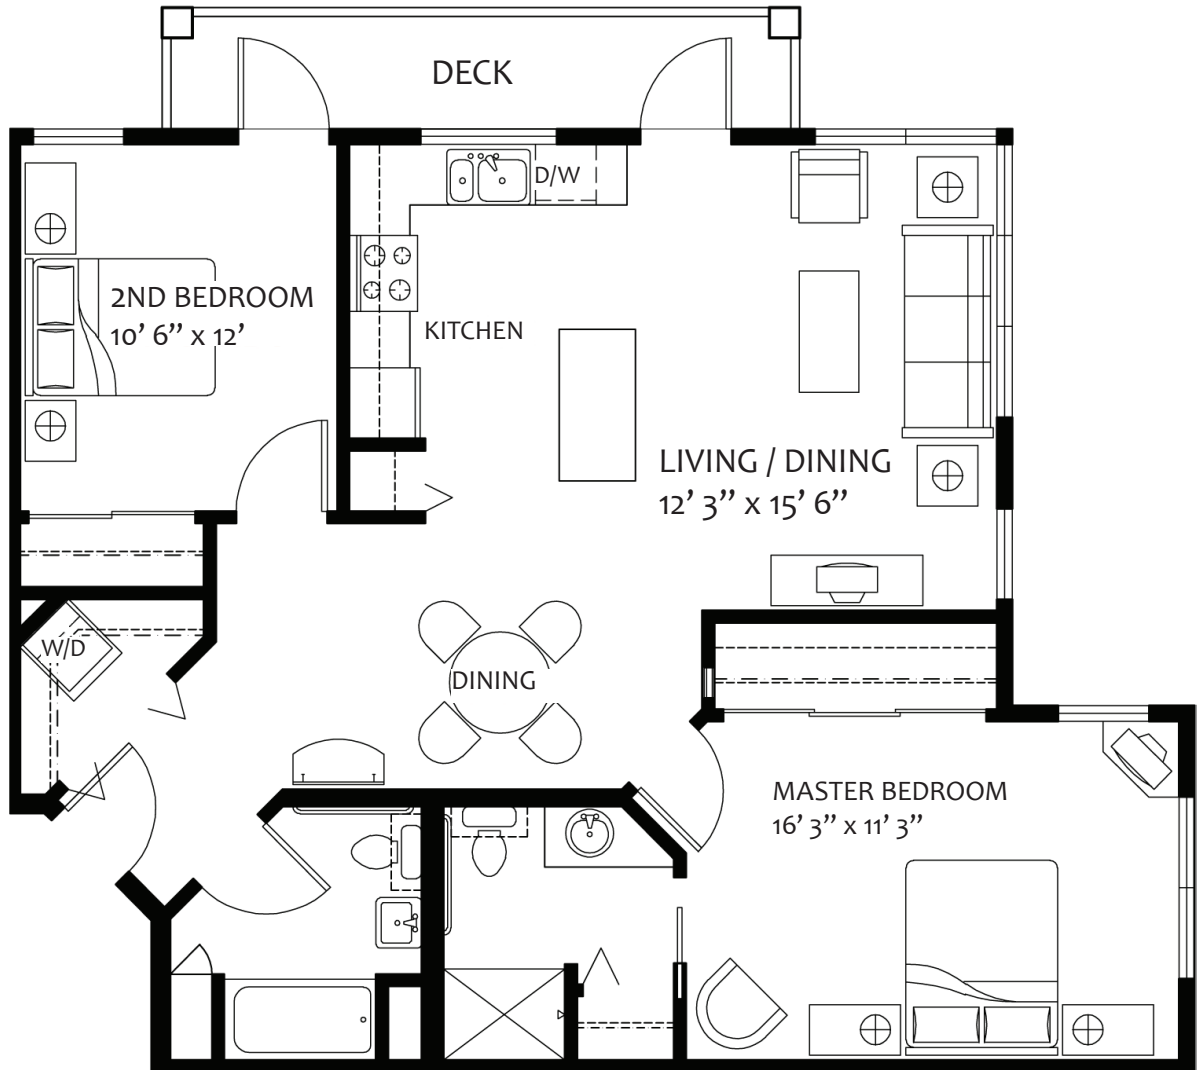 DECK
D/W
2ND BEDROOM
10’ 6” x 12’
KITCHEN
LIVING / DINING
12’ 3” x 15’ 6”
W/D
DINING
MASTER BEDROOM
16’ 3” x 11’ 3”